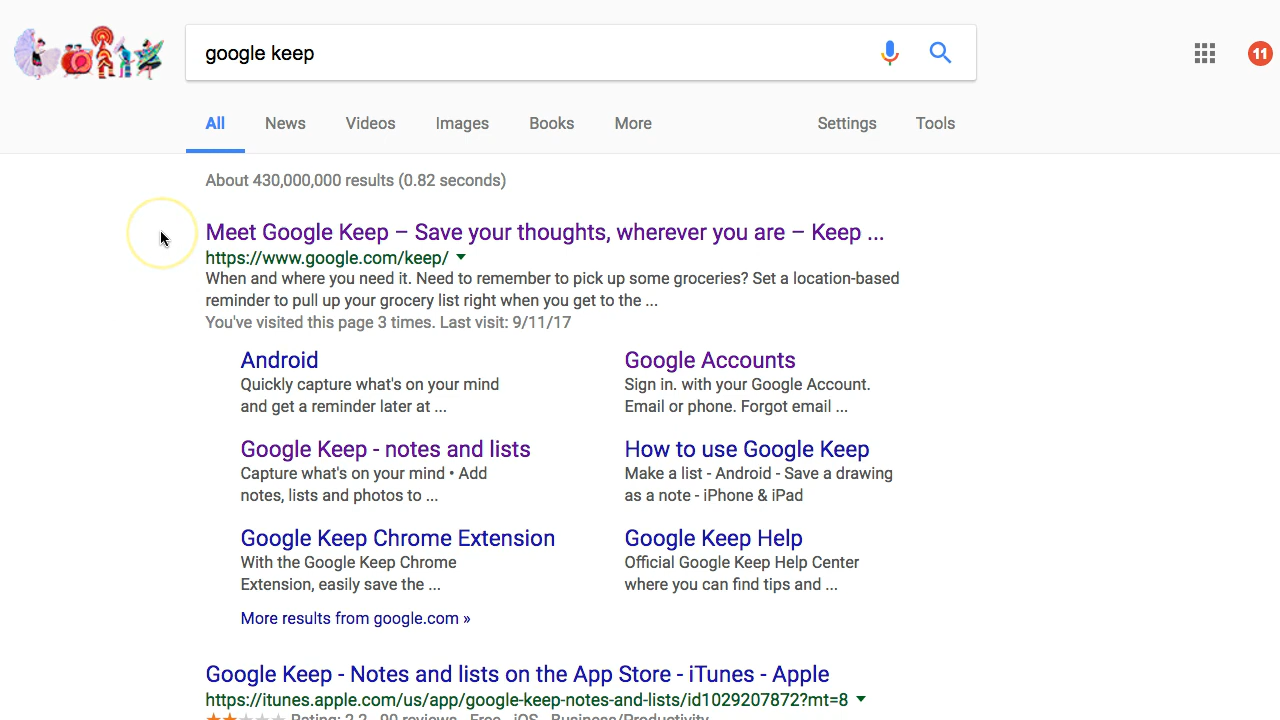 google keep
11
All News Videos Images Books More Settings Tools
About 430,000,000 results (0.82 seconds)
Meet Google Keep – Save your thoughts, wherever you are – Keep ...
https://www.google.com/keep/
When and where you need it. Need to remember to pick up some groceries? Set a location-based
reminder to pull up your grocery list right when you get to the ...
You've visited this page 3 times. Last visit: 9/11/17
Android
Quickly capture what's on your mind
and get a reminder later at ...
Google Accounts
Sign in. with your Google Account.
Email or phone. Forgot email ...
Google Keep - notes and lists
Capture what's on your mind • Add
notes, lists and photos to ...
How to use Google Keep
Make a list - Android - Save a drawing
as a note - iPhone & iPad
Google Keep Chrome Extension
With the Google Keep Chrome
Extension, easily save the ...
Google Keep Help
Official Google Keep Help Center
where you can find tips and ...
More results from google.com »
Google Keep - Notes and lists on the App Store - iTunes - Apple
https://itunes.apple.com/us/app/google-keep-notes-and-lists/id1029207872?mt=8
Rating: 2.2 - 90 reviews - Free - iOS - Business/Productivity